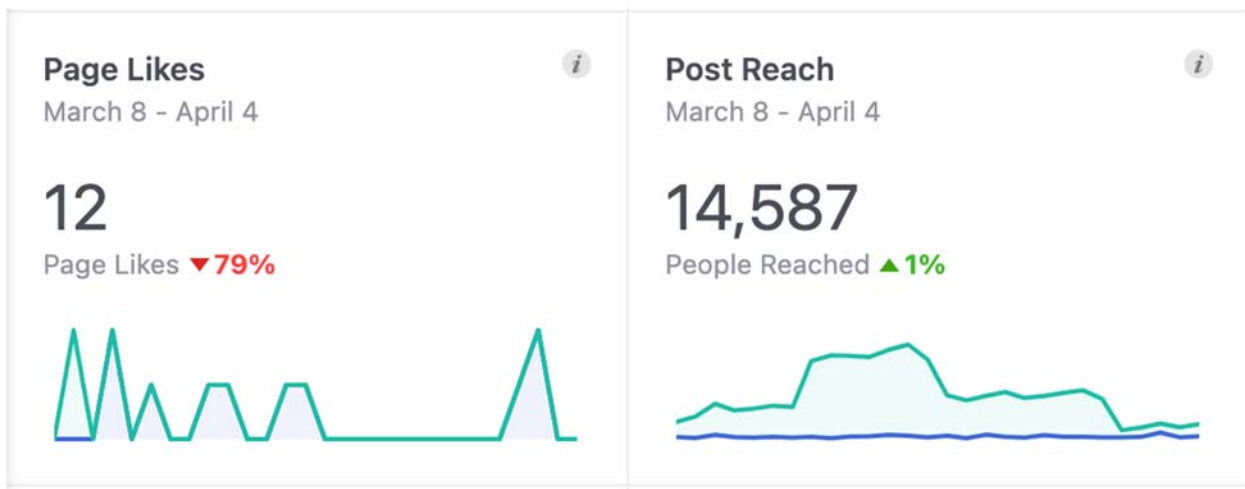 Page Likes
i
March 8 - April 4
12
Page Likes ▼79%
Post Reach
i
March 8 - April 4
14,587
People Reached ▲1%